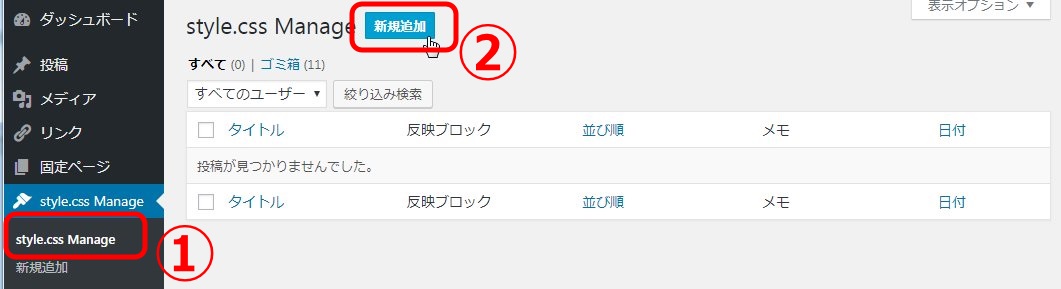 ダッシュボード
投稿
メディア
リンク
固定ページ
style.css Manage
style.css Manage
新規追加
①
表示オプション ▼
style.css Manage 新規追加
②
すべて (0) | ゴミ箱 (11)
すべてのユーザー ▼ 絞り込み検索
タイトル 反映ブロック 並び順 メモ 日付
投稿が見つかりませんでした。
タイトル 反映ブロック 並び順 メモ 日付